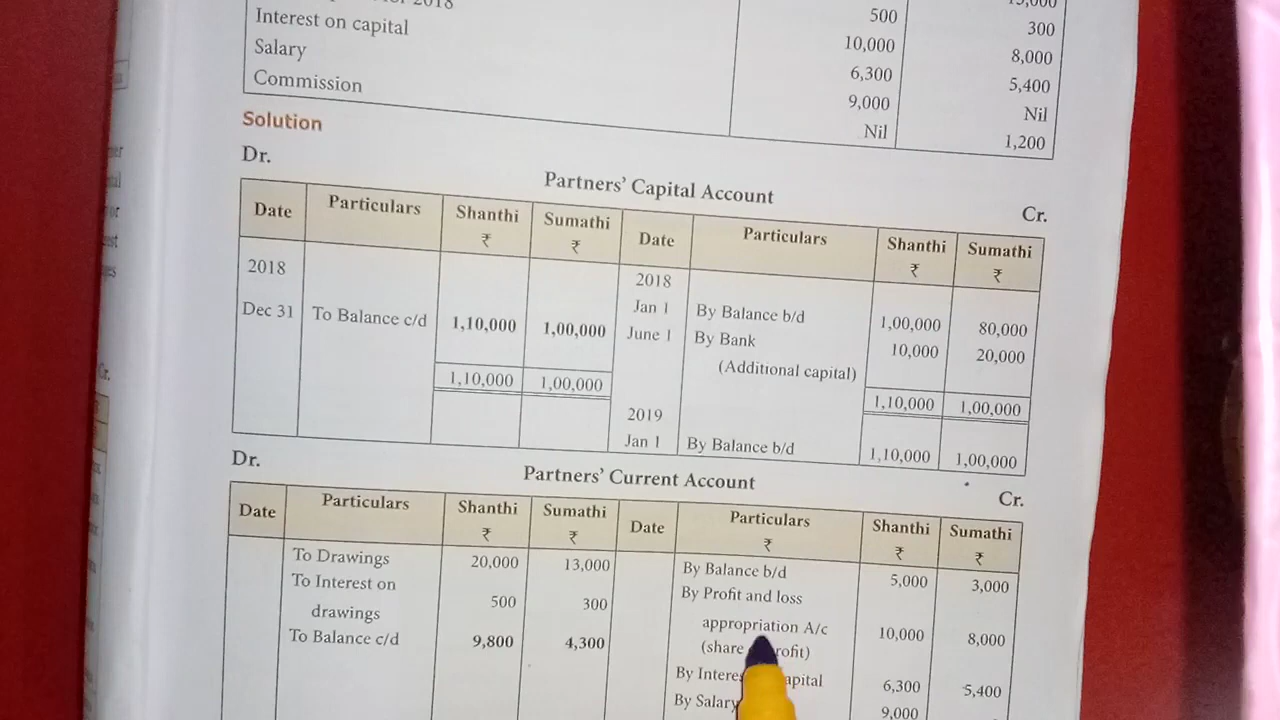 2018
500
300
Interest on capital 10,000 8,000
Salary 6,300 5,400
Commission 9,000 Nil
Nil 1,200
Solution
Dr. Partners' Capital Account Cr.
Date Particulars Shanthi ₹ Sumathi ₹ Date Particulars Shanthi ₹ Sumathi ₹
2018 2018
Jan 1 By Balance b/d 1,00,000 80,000
Dec 31 To Balance c/d 1,10,000 1,00,000 June 1 By Bank 10,000 20,000
(Additional capital)
1,10,000 1,00,000 1,10,000 1,00,000
2019
Jan 1 By Balance b/d 1,10,000 1,00,000
Dr. Partners' Current Account Cr.
Date Particulars Shanthi ₹ Sumathi ₹ Date Particulars ₹ Shanthi ₹ Sumathi ₹
To Drawings 20,000 13,000 By Balance b/d 5,000 3,000
To Interest on By Profit and loss
drawings 500 300 appropriation A/c 10,000 8,000
To Balance c/d 9,800 4,300 (share
By 6,300 5,400
By Salary 9,000